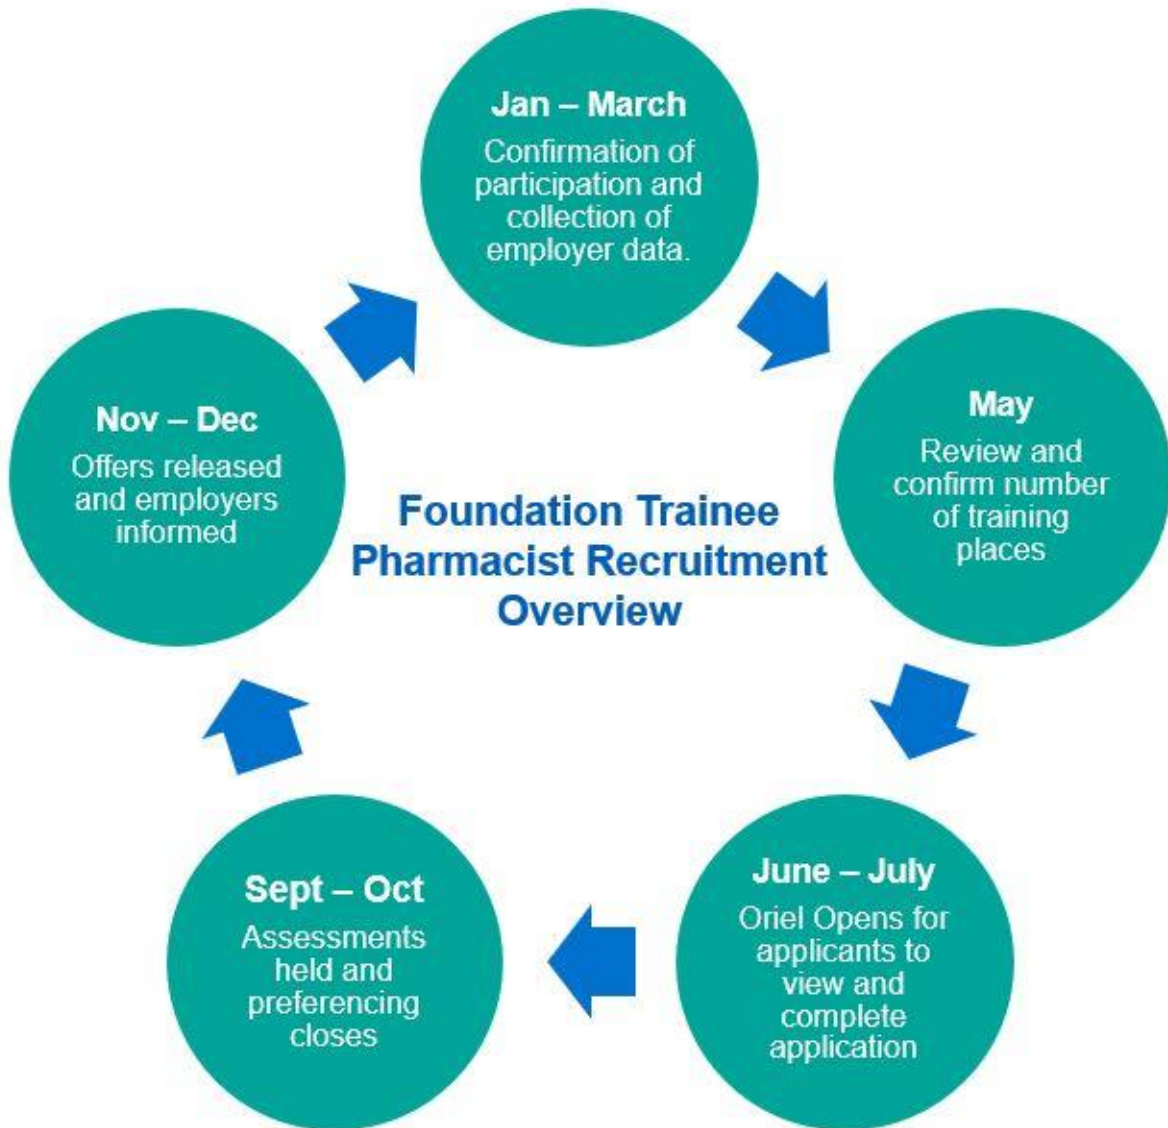 Jan – March
Confirmation of
participation and
collection of
employer data.
May
Review and
confirm number
of training
places
June – July
Oriel Opens for
applicants to
view and
complete
application
Sept – Oct
Assessments
held and
preferencing
closes
Nov – Dec
Offers released
and employers
informed
Foundation Trainee
Pharmacist Recruitment
Overview